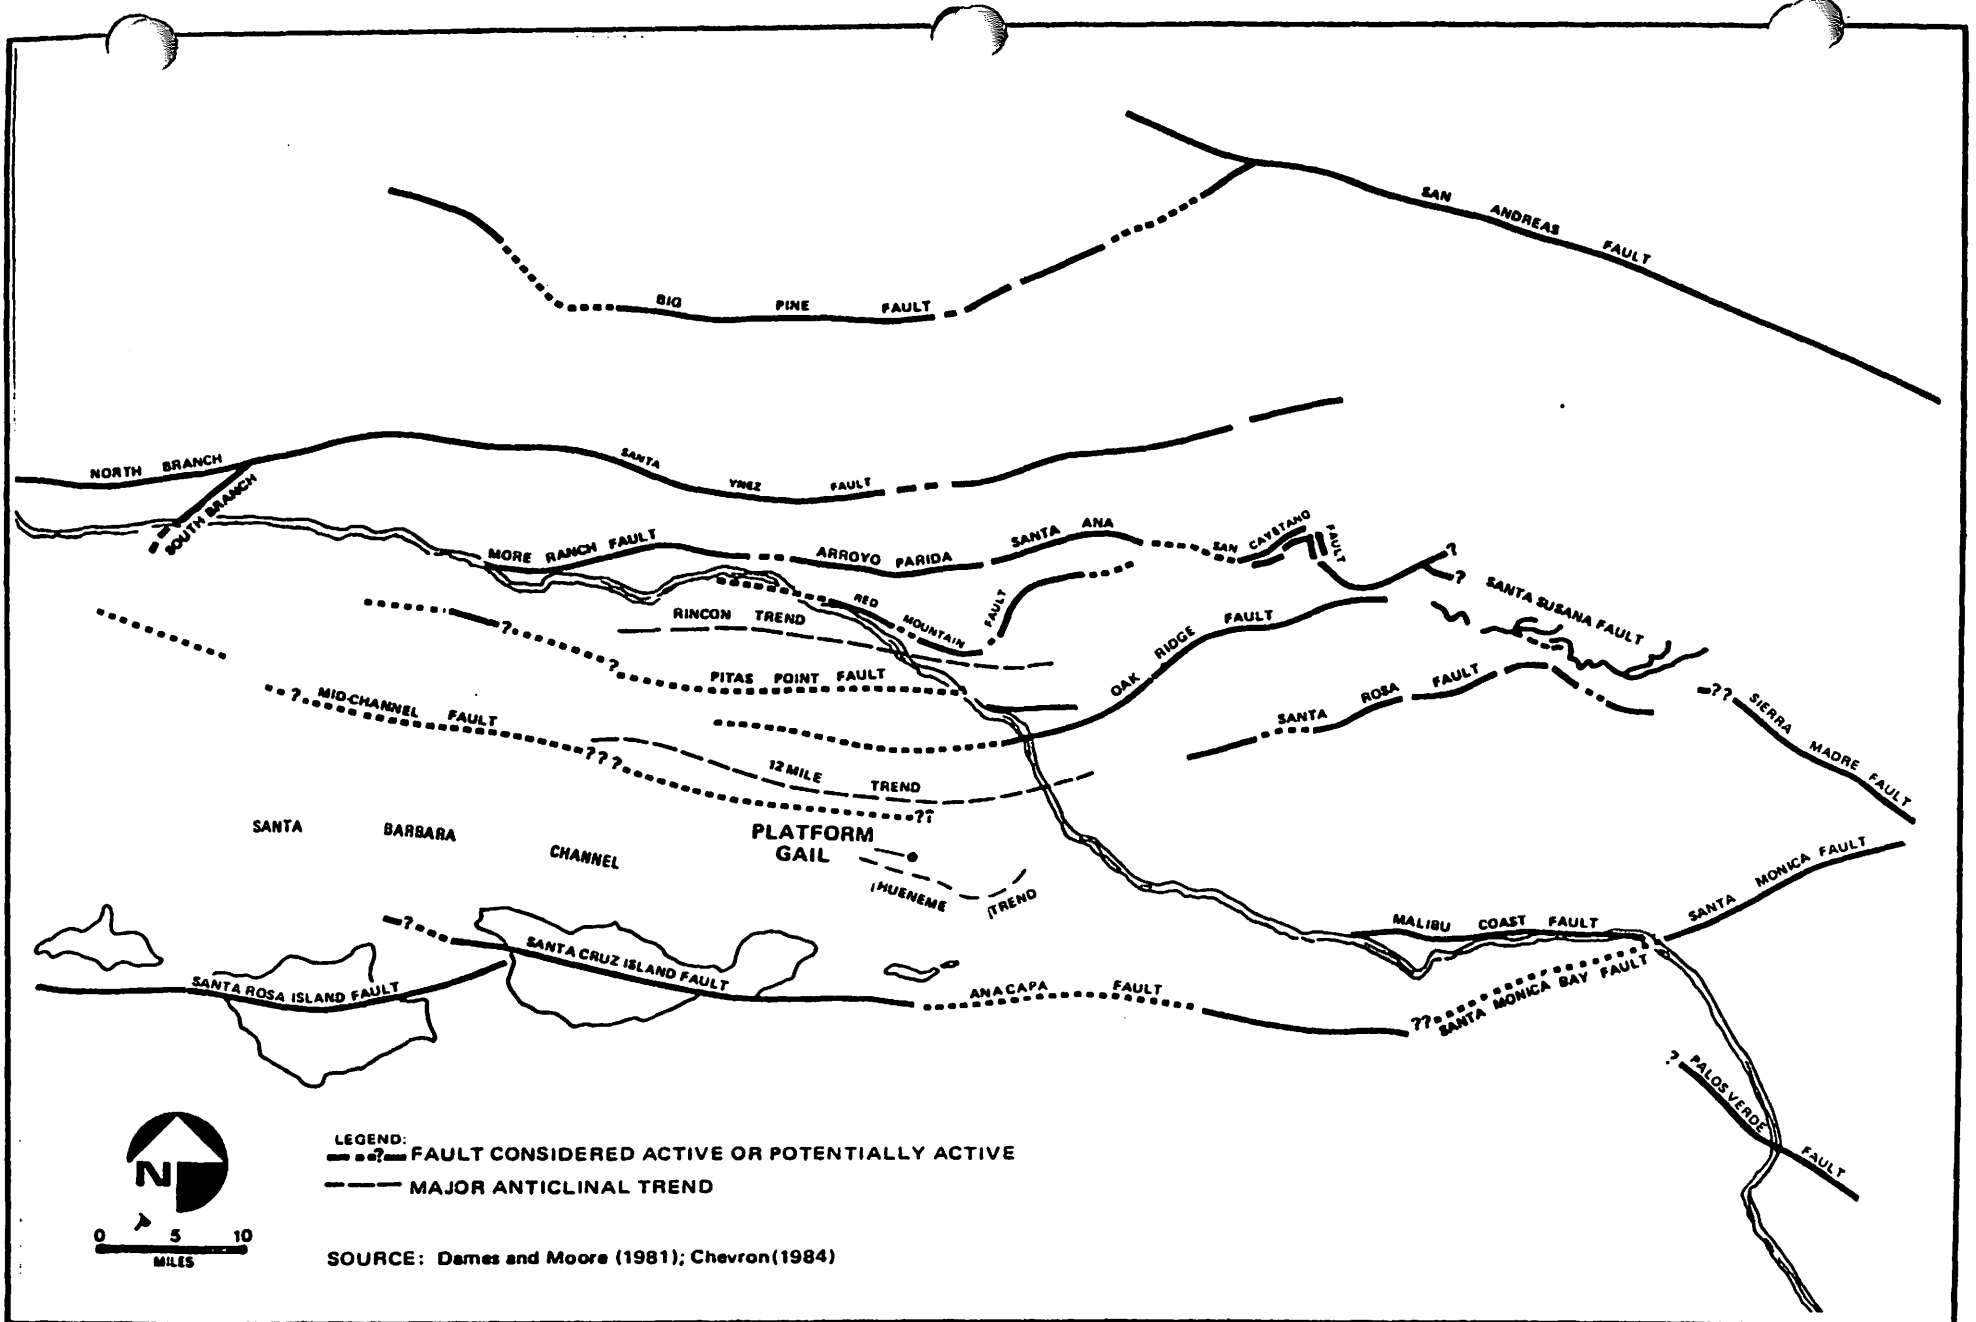 SAN ANDREAS FAULT
BIG PINE FAULT
NORTH BRANCH
SOUTH BRANCH
SANTA YNEZ FAULT
MORE RANCH FAULT
ARROYO PARIDA
SANTA ANA
SAN CAYETANO FAULT
?
?
SANTA SUSANA FAULT
RED MOUNTAIN FAULT
RINCON TREND
?
?
PITAS POINT FAULT
OAK RIDGE FAULT
SANTA ROSA FAULT
??
SIERRA MADRE FAULT
?
MID-CHANNEL FAULT
???
12 MILE TREND
??
SANTA BARBARA CHANNEL
PLATFORM
GAIL
HUENEME TREND
SANTA MONICA FAULT
MALIBU COAST FAULT
?
SANTA CRUZ ISLAND FAULT
SANTA ROSA ISLAND FAULT
ANACAPA FAULT
??
SANTA MONICA BAY FAULT
?
PALOS VERDE FAULT
N
0 5 10
MILES
LEGEND:
? FAULT CONSIDERED ACTIVE OR POTENTIALLY ACTIVE
MAJOR ANTICLINAL TREND
SOURCE: Dames and Moore (1981); Chevron (1984)